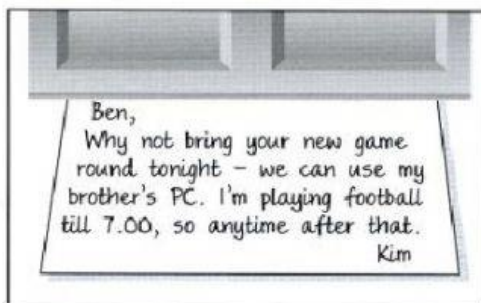 Ben,
Why not bring your new game
round tonight – we can use my
brother's PC. I'm playing football
till 7.00, so anytime after that.
Kim